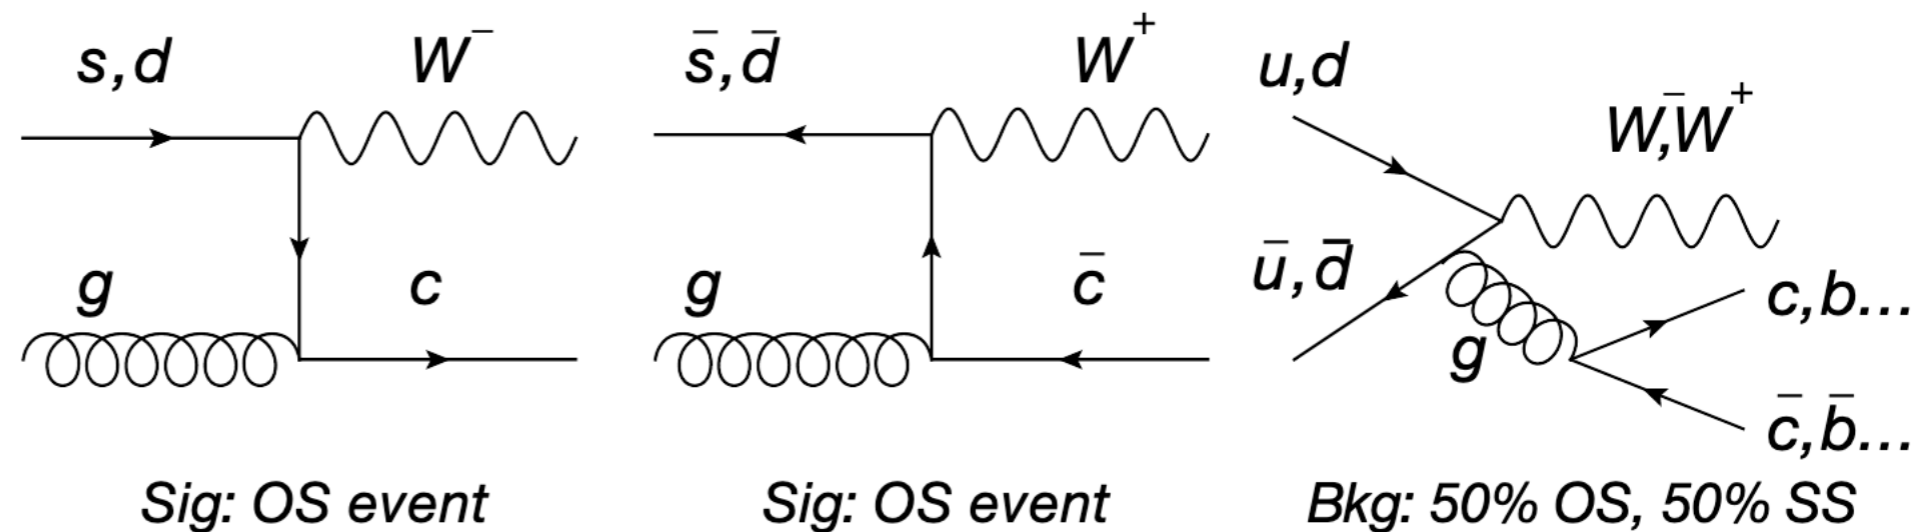 s,d W⁻
g c
Sig: OS event
s̄,d̄ W⁺
g c̄
Sig: OS event
u,d
W⁻,W⁺
ū,d̄
g
c,b...
c̄,b̄...
Bkg: 50% OS, 50% SS